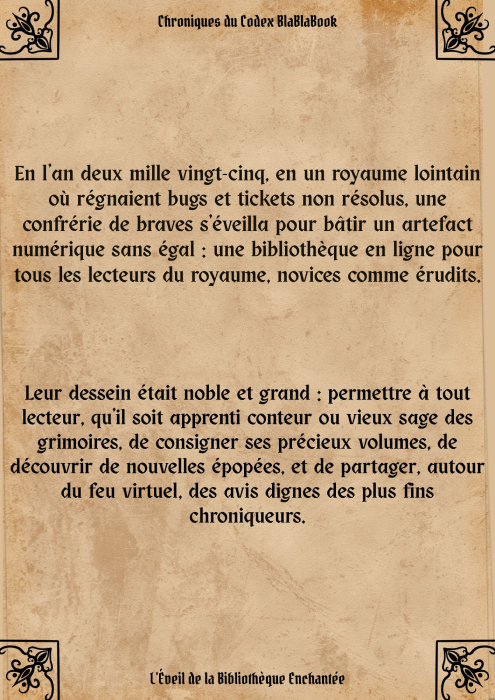 Chroniques du Codex BlaBlaBook
En l'an deux mille vingt-cinq, en un royaume lointain
où régnaient bugs et tickets non résolus, une
confrérie de braves s'éveilla pour bâtir un artefact
numérique sans égal : une bibliothèque en ligne pour
tous les lecteurs du royaume, novices comme érudits.
Leur dessein était noble et grand : permettre à tout
lecteur, qu'il soit apprenti conteur ou vieux sage des
grimoires, de consigner ses précieux volumes, de
découvrir de nouvelles épopées, et de partager, autour
du feu virtuel, des avis dignes des plus fins
chroniqueurs.
L'Éveil de la Bibliothèque Enchantée